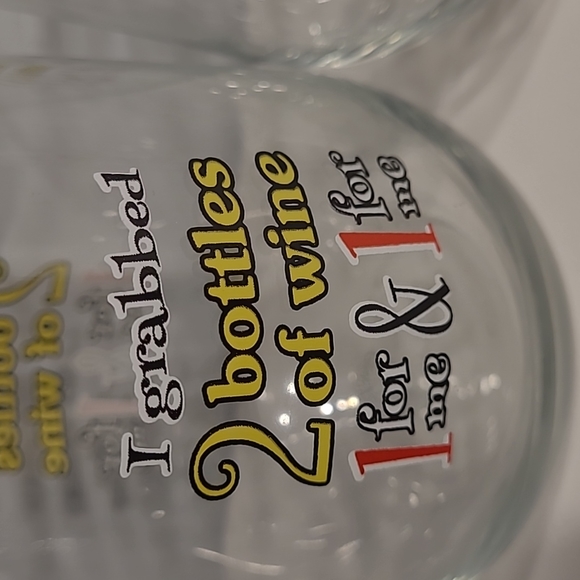 I grabbed
2 bottles
of wine
1 for me & 1 for me